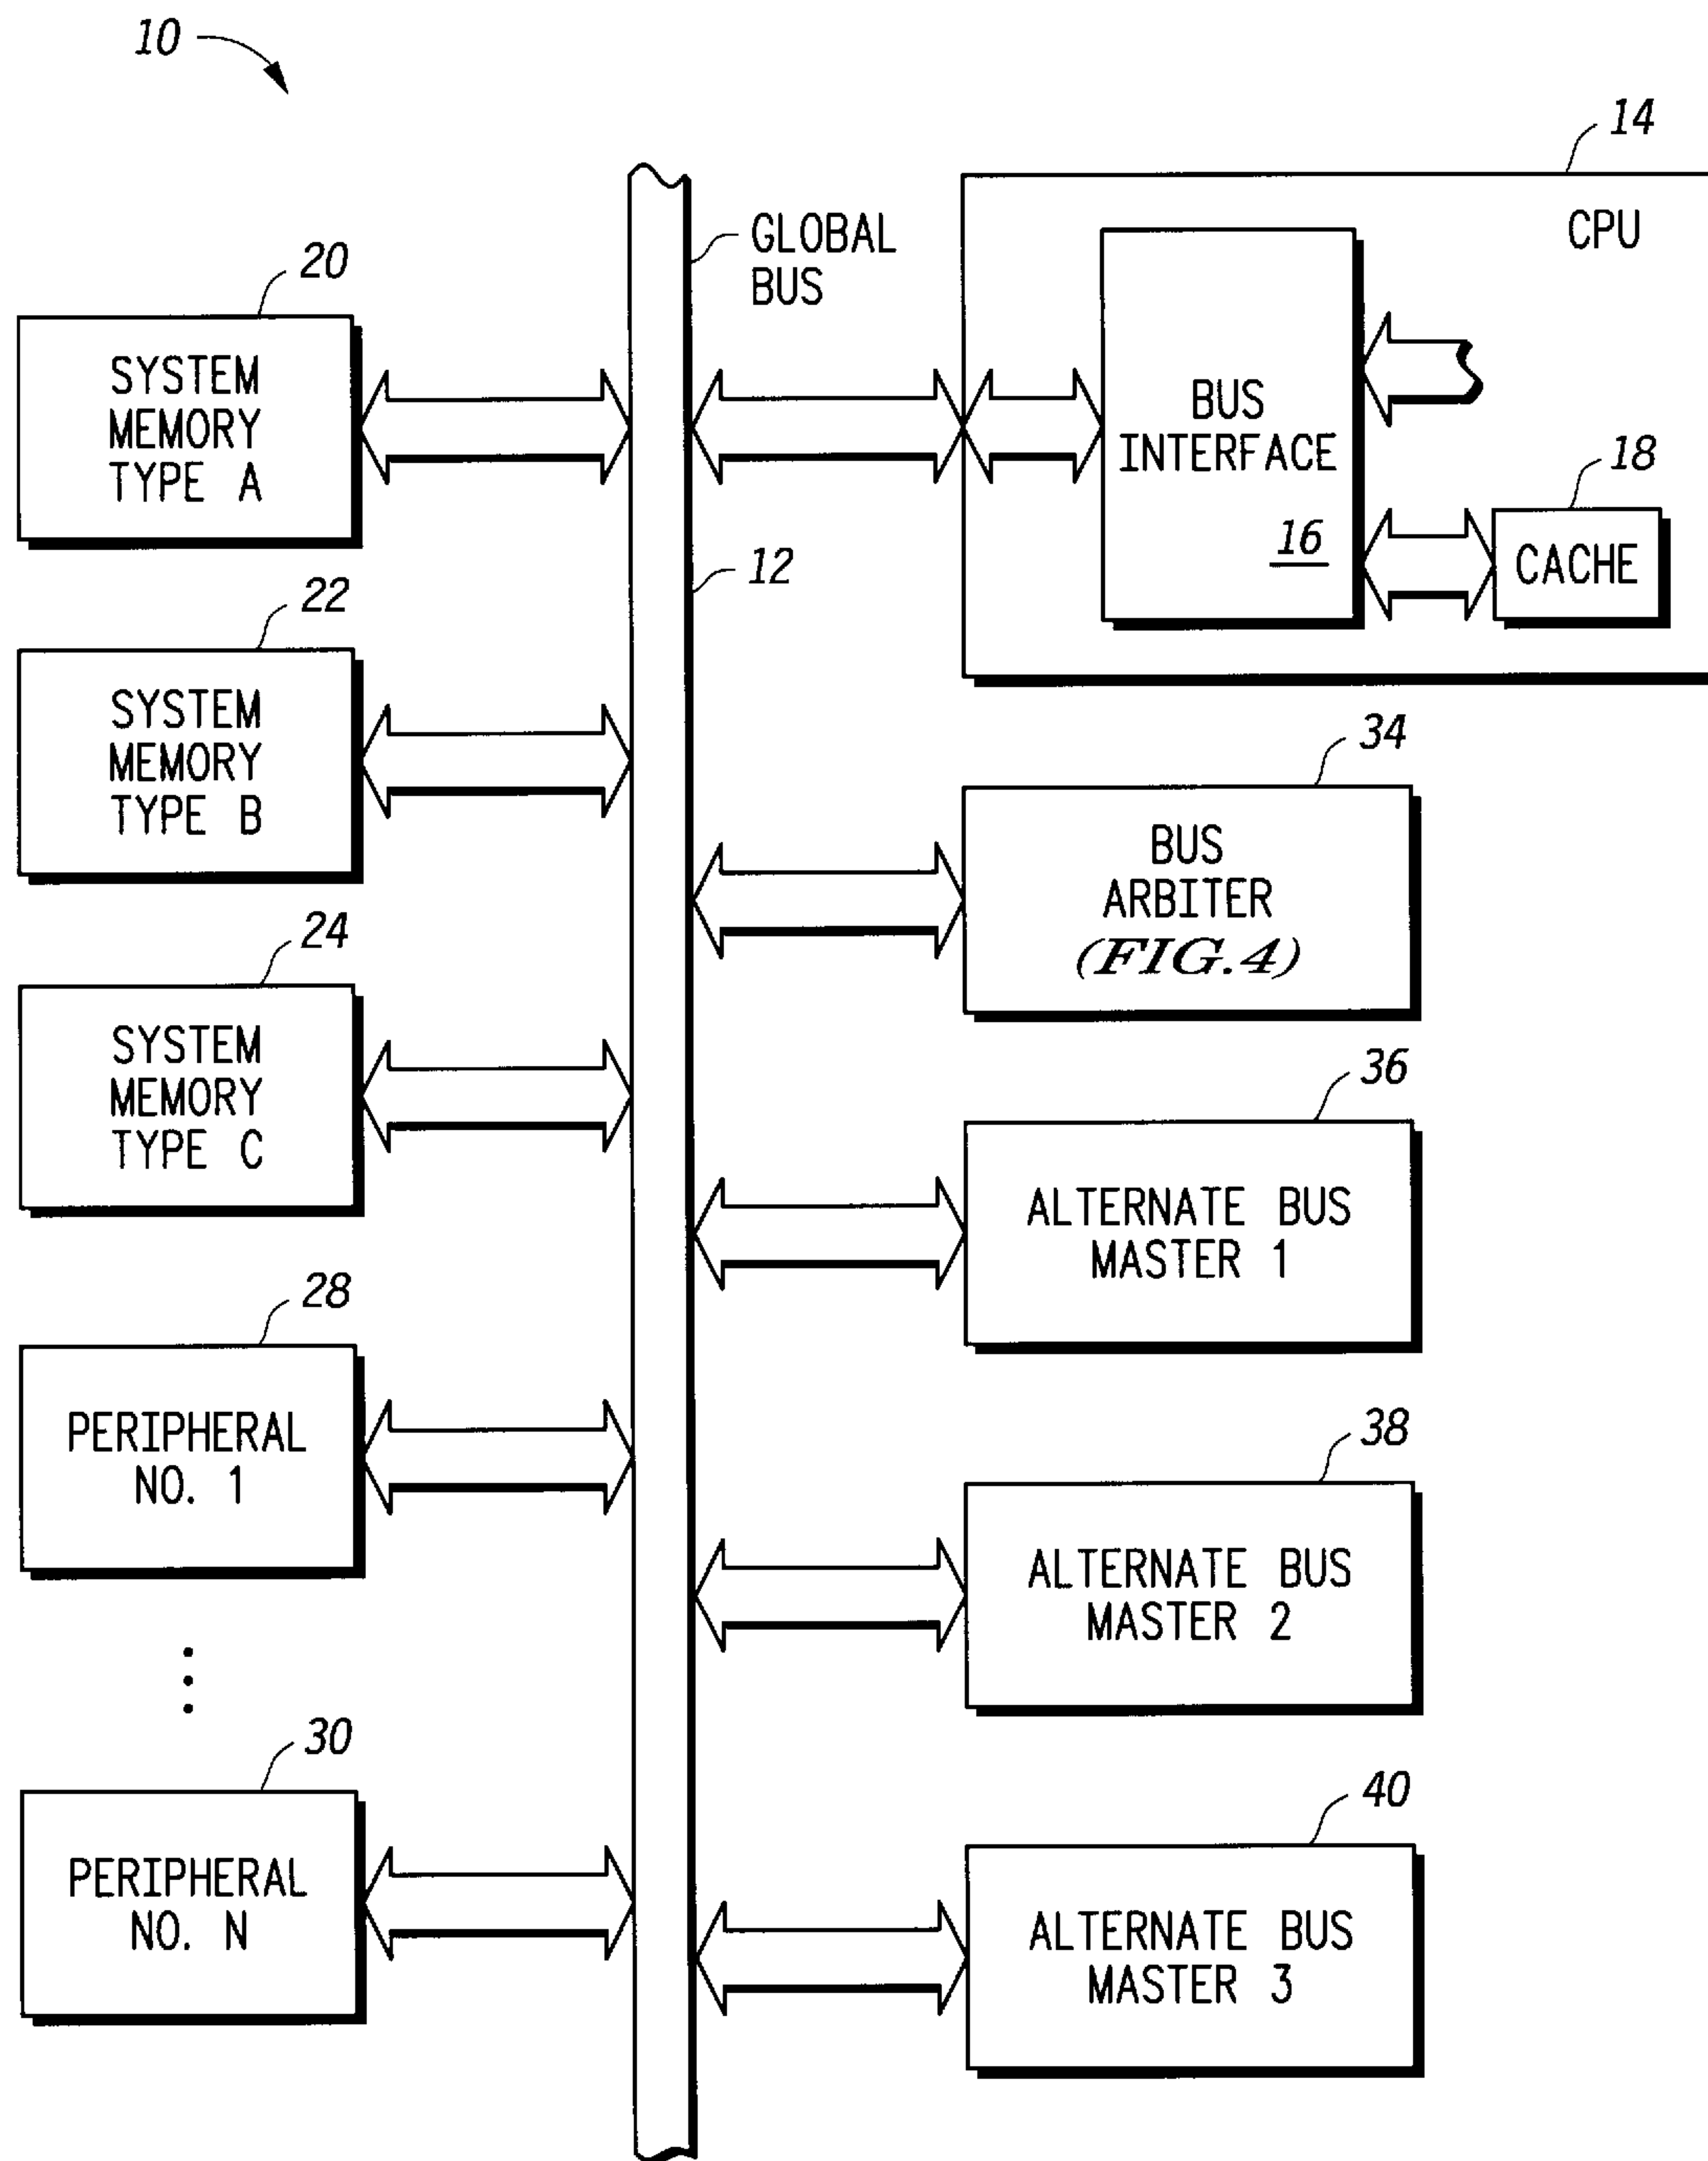 10
14
CPU
GLOBAL
BUS
20
SYSTEM
MEMORY
TYPE A
BUS
INTERFACE
16
18
CACHE
12
22
SYSTEM
MEMORY
TYPE B
34
BUS
ARBITER
(FIG.4)
24
SYSTEM
MEMORY
TYPE C
36
ALTERNATE BUS
MASTER 1
28
PERIPHERAL
NO. 1
38
ALTERNATE BUS
MASTER 2
30
PERIPHERAL
NO. N
40
ALTERNATE BUS
MASTER 3